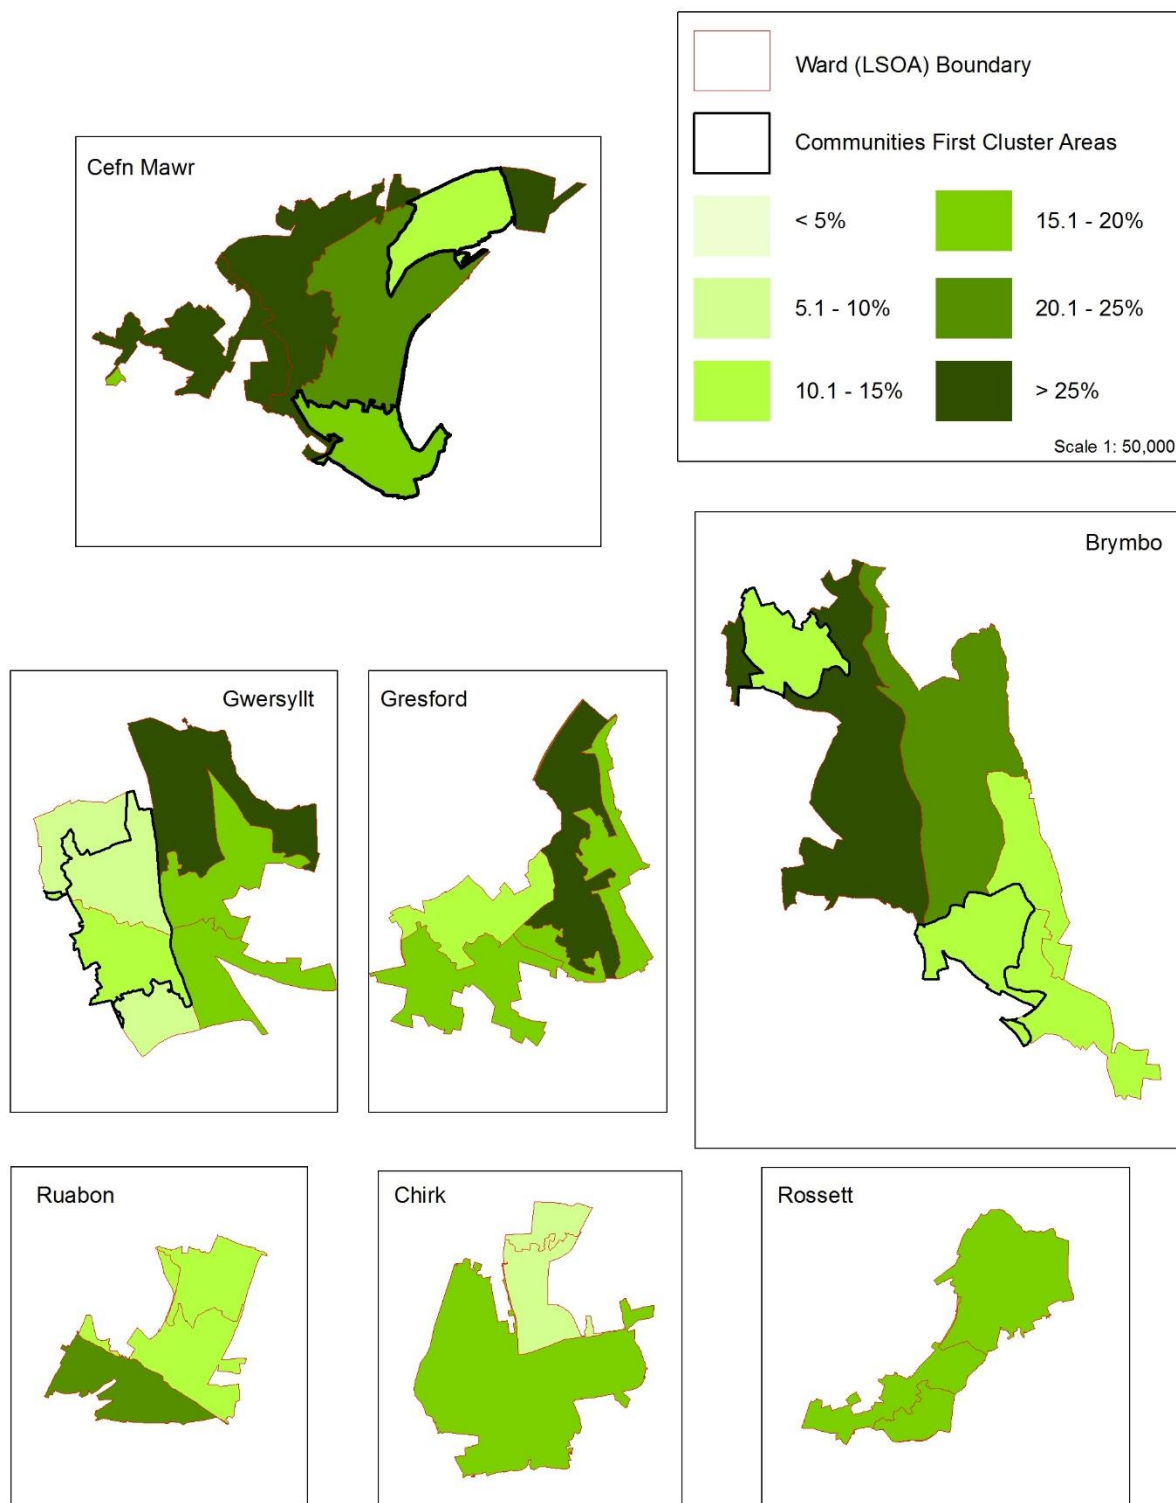 Ward (LSOA) Boundary
Communities First Cluster Areas
< 5%
15.1 - 20%
5.1 - 10%
20.1 - 25%
10.1 - 15%
> 25%
Scale 1: 50,000
Cefn Mawr
Brymbo
Gwersyllt
Gresford
Ruabon
Chirk
Rossett